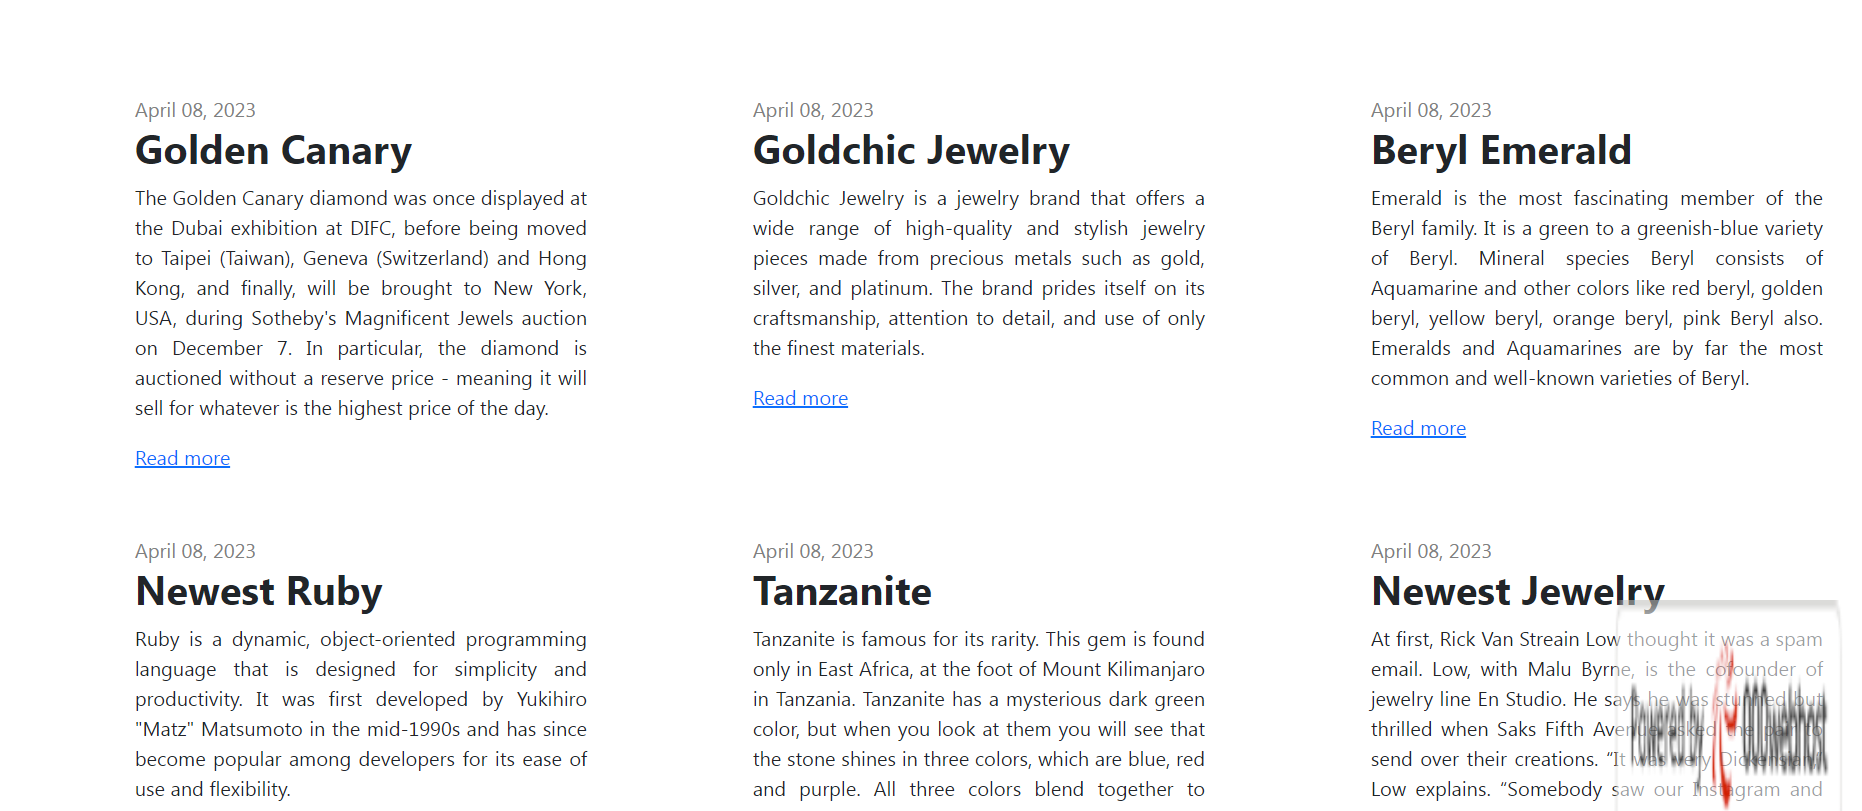 April 08, 2023
Golden Canary
The Golden Canary diamond was once displayed at
the Dubai exhibition at DIFC, before being moved
to Taipei (Taiwan), Geneva (Switzerland) and Hong
Kong, and finally, will be brought to New York,
USA, during Sotheby's Magnificent Jewels auction
on December 7. In particular, the diamond is
auctioned without a reserve price - meaning it will
sell for whatever is the highest price of the day.
Read more
April 08, 2023
Goldchic Jewelry
Goldchic Jewelry is a jewelry brand that offers a
wide range of high-quality and stylish jewelry
pieces made from precious metals such as gold,
silver, and platinum. The brand prides itself on its
craftsmanship, attention to detail, and use of only
the finest materials.
Read more
April 08, 2023
Beryl Emerald
Emerald is the most fascinating member of the
Beryl family. It is a green to a greenish-blue variety
of Beryl. Mineral species Beryl consists of
Aquamarine and other colors like red beryl, golden
beryl, yellow beryl, orange beryl, pink Beryl also.
Emeralds and Aquamarines are by far the most
common and well-known varieties of Beryl.
Read more
April 08, 2023
Newest Ruby
Ruby is a dynamic, object-oriented programming
language that is designed for simplicity and
productivity. It was first developed by Yukihiro
"Matz" Matsumoto in the mid-1990s and has since
become popular among developers for its ease of
use and flexibility.
April 08, 2023
Tanzanite
Tanzanite is famous for its rarity. This gem is found
only in East Africa, at the foot of Mount Kilimanjaro
in Tanzania. Tanzanite has a mysterious dark green
color, but when you look at them you will see that
the stone shines in three colors, which are blue, red
and purple. All three colors blend together to
April 08, 2023
Newest Jewelry
At first, Rick Van Streain Low thought it was a spam
email. Low, with Malu Byrne, is the cofounder of
jewelry line En Studio. He says he was stunned but
thrilled when Saks Fifth Avenue asked the pair to
send over their creations. “It was very Dickensian,”
Low explains. “Somebody saw our Instagram and
Powered by 000webhost